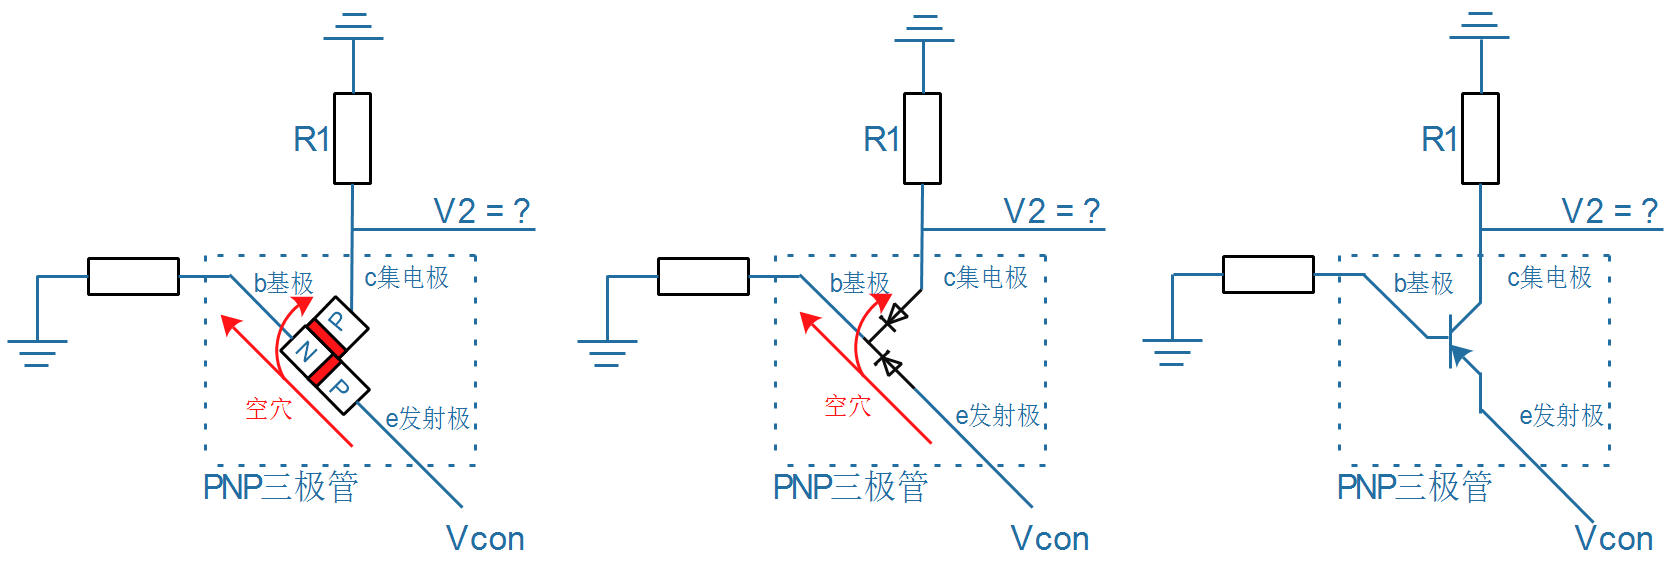 R1
V2 = ?
b基极
c集电极
P
N
P
空穴
e发射极
PNP三极管
Vcon
R1
V2 = ?
b基极
c集电极
空穴
e发射极
PNP三极管
Vcon
R1
V2 = ?
b基极
c集电极
e发射极
PNP三极管
Vcon